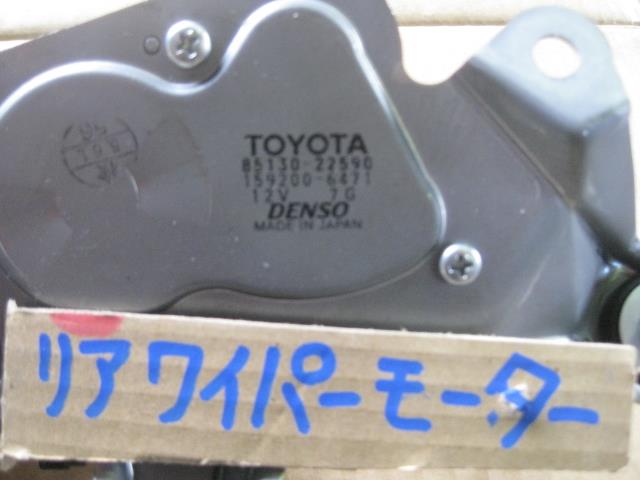 TOYOTA
85130-22590
159200-6471
12V 7G
DENSO
MADE IN JAPAN
リアワイパーモーター